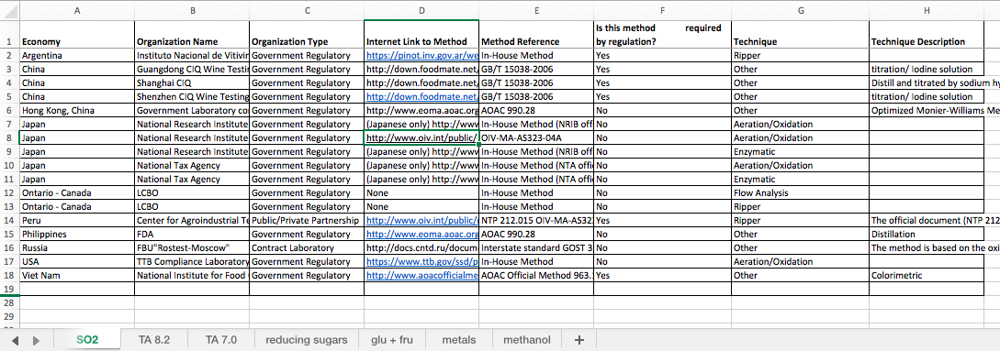 A B C D E F G H
Is this method required
1 Economy Organization Name Organization Type Internet Link to Method Method Reference by regulation? Technique Technique Description
2 Argentina Instituto Nacional de Vitivir Government Regulatory https://pinot.inv.gov.ar/we In-House Method Yes Ripper
3 China Guangdong CIQ Wine Testi Government Regulatory http://down.foodmate.net, GB/T 15038-2006 Yes Other titration/ Iodine solution
4 China Shanghai CIQ Government Regulatory http://down.foodmate.net, GB/T 15038-2006 Yes Other Distill and titrated by sodium hy
5 China Shenzhen CIQ Wine Testing Government Regulatory http://down.foodmate.net, GB/T 15038-2006 Yes Other titration/ Iodine solution
6 Hong Kong, China Government Laboratory co Government Regulatory http://www.eoma.aoac.org AOAC 990.28 No Other Optimized Monier-Williams Me
7 Japan National Research Institute Government Regulatory (Japanese only) http://www In-House Method (NRIB off No Aeration/Oxidation
8 Japan National Research Institute Government Regulatory http://www.oiv.int/public/ OIV-MA-AS323-04A No Aeration/Oxidation
9 Japan National Research Institute Government Regulatory (Japanese only) http://www In-House Method (NRIB off No Enzymatic
10 Japan National Tax Agency Government Regulatory (Japanese only) http://www In-House Method (NTA offi No Aeration/Oxidation
11 Japan National Tax Agency Government Regulatory (Japanese only) http://www In-House Method (NTA offi No Enzymatic
12 Ontario - Canada LCBO Government Regulatory None In-House Method No Flow Analysis
13 Ontario - Canada LCBO Government Regulatory None In-House Method No Ripper
14 Peru Center for Agroindustrial Te Public/Private Partnership http://www.oiv.int/public/ NTP 212.015 OIV-MA-AS32 Yes Ripper The official document (NTP 212
15 Philippines FDA Government Regulatory http://www.eoma.aoac.org AOAC 990.28 No Other Distillation
16 Russia FBU"Rostest-Moscow" Contract Laboratory http://docs.cntd.ru/docum Interstate standard GOST 3 No Other The method is based on the oxi
17 USA TTB Compliance Laboratory Government Regulatory https://www.ttb.gov/ssd/p In-House Method No Aeration/Oxidation
18 Viet Nam National Institute for Food Government Regulatory http://www.aoacofficialme AOAC Official Method 963. Yes Other Colorimetric
19
28
29
SO2 TA 8.2 TA 7.0 reducing sugars glu + fru metals methanol +